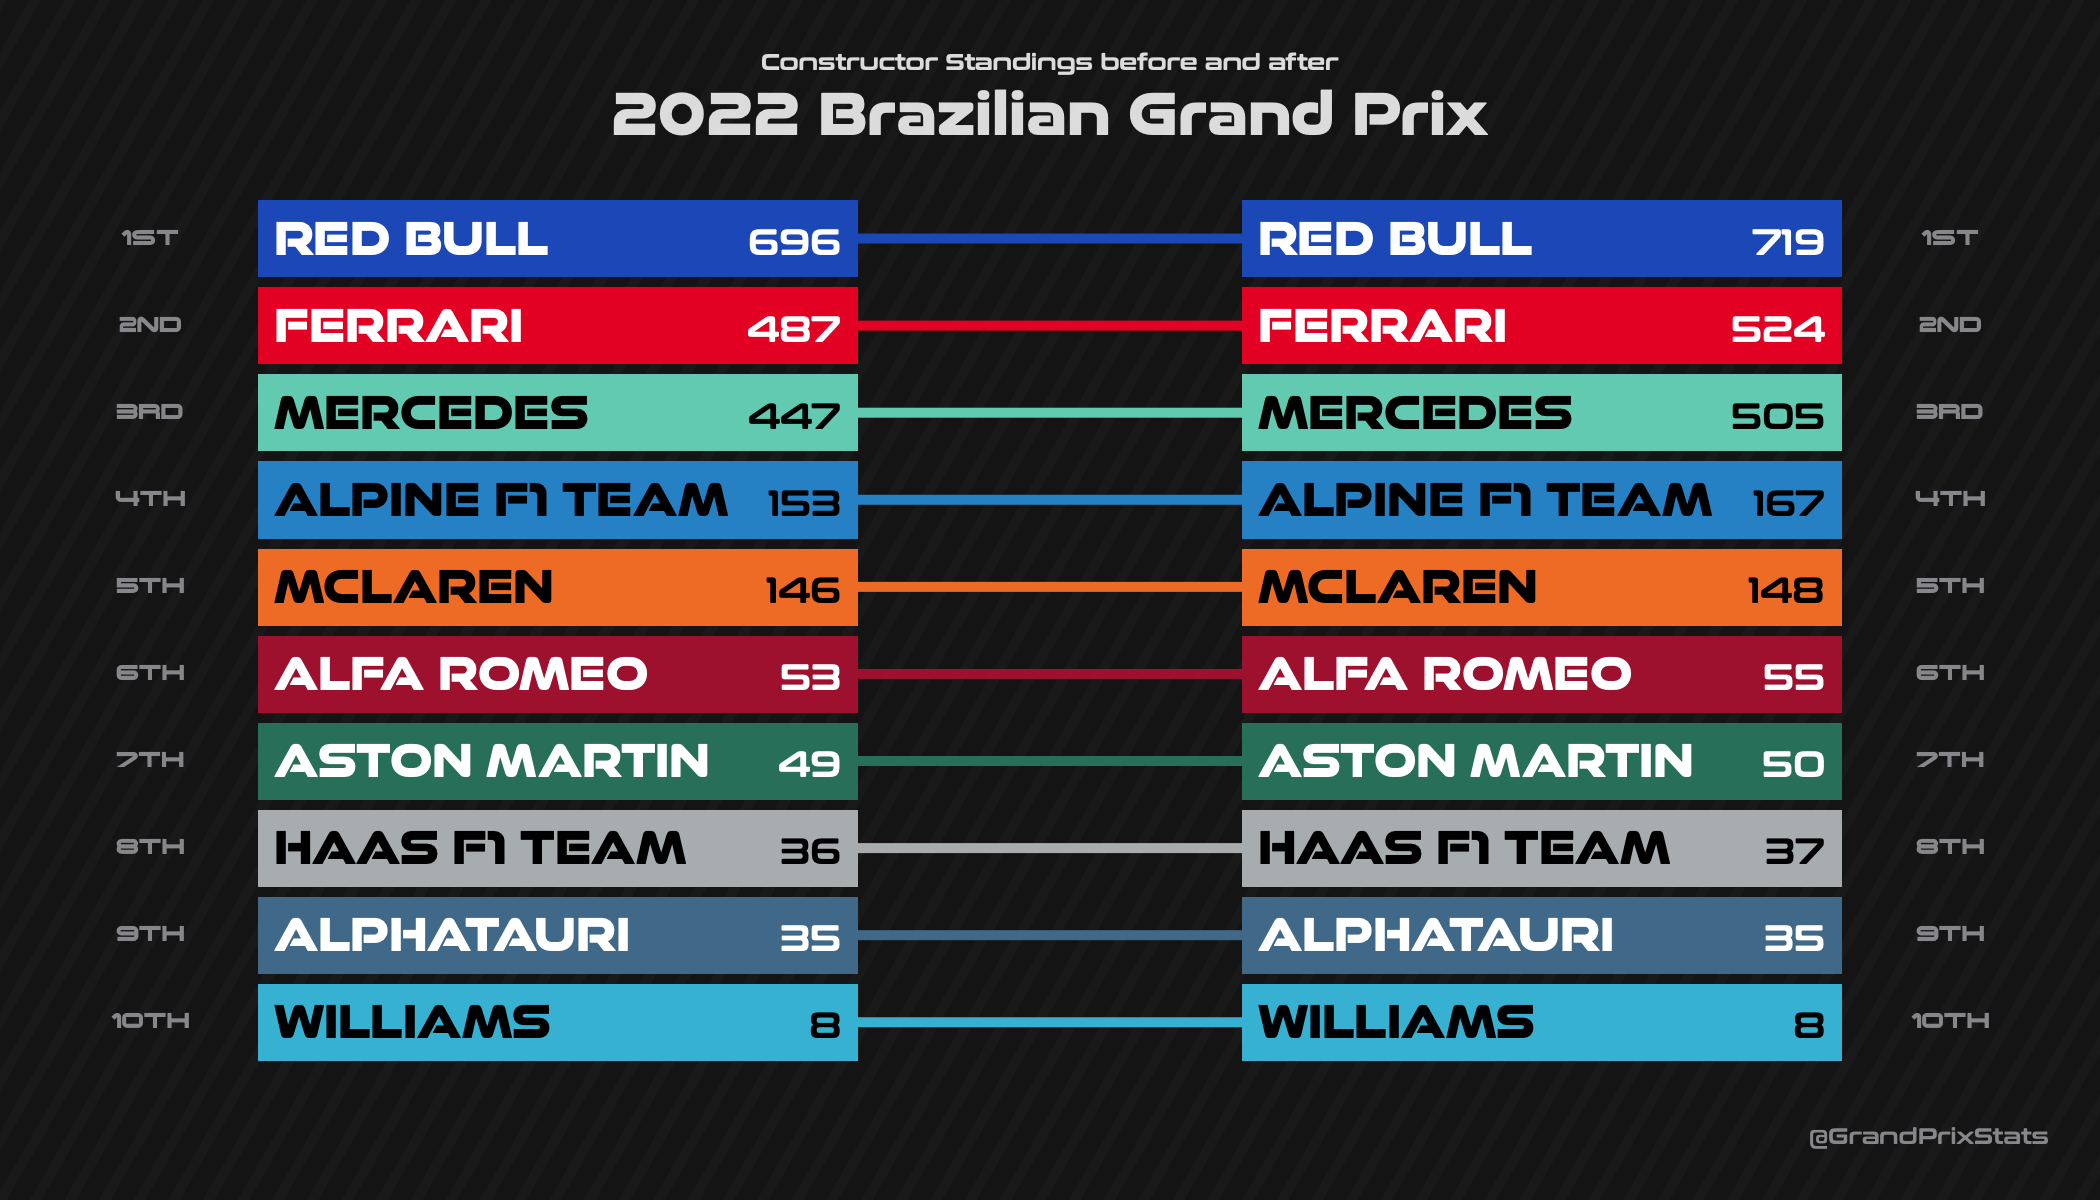 Constructor Standings before and after
2022 Brazilian Grand Prix
1ST RED BULL 696 RED BULL 719 1ST
2ND FERRARI 487 FERRARI 524 2ND
3RD MERCEDES 447 MERCEDES 505 3RD
4TH ALPINE F1 TEAM 153 ALPINE F1 TEAM 167 4TH
5TH MCLAREN 146 MCLAREN 148 5TH
6TH ALFA ROMEO 53 ALFA ROMEO 55 6TH
7TH ASTON MARTIN 49 ASTON MARTIN 50 7TH
8TH HAAS F1 TEAM 36 HAAS F1 TEAM 37 8TH
9TH ALPHATAURI 35 ALPHATAURI 35 9TH
10TH WILLIAMS 8 WILLIAMS 8 10TH
@GrandPrixStats